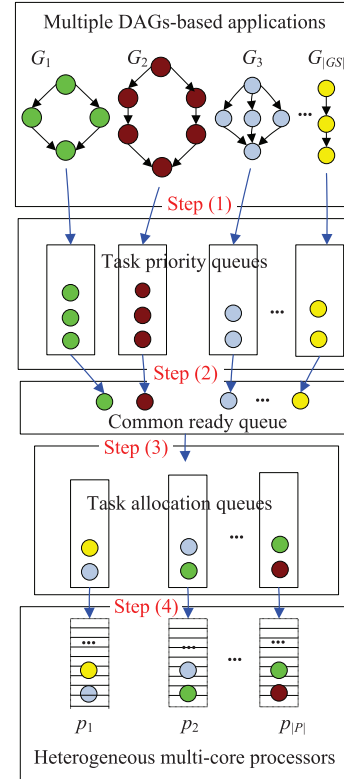 Multiple DAGs-based applications
G1 G2 G3 G|GS|
...
Step (1)
Task priority queues
...
Step (2)
...
Common ready queue
Step (3)
Task allocation queues
...
Step (4)
... ... ...
...
p1 p2 p|P|
Heterogeneous multi-core processors